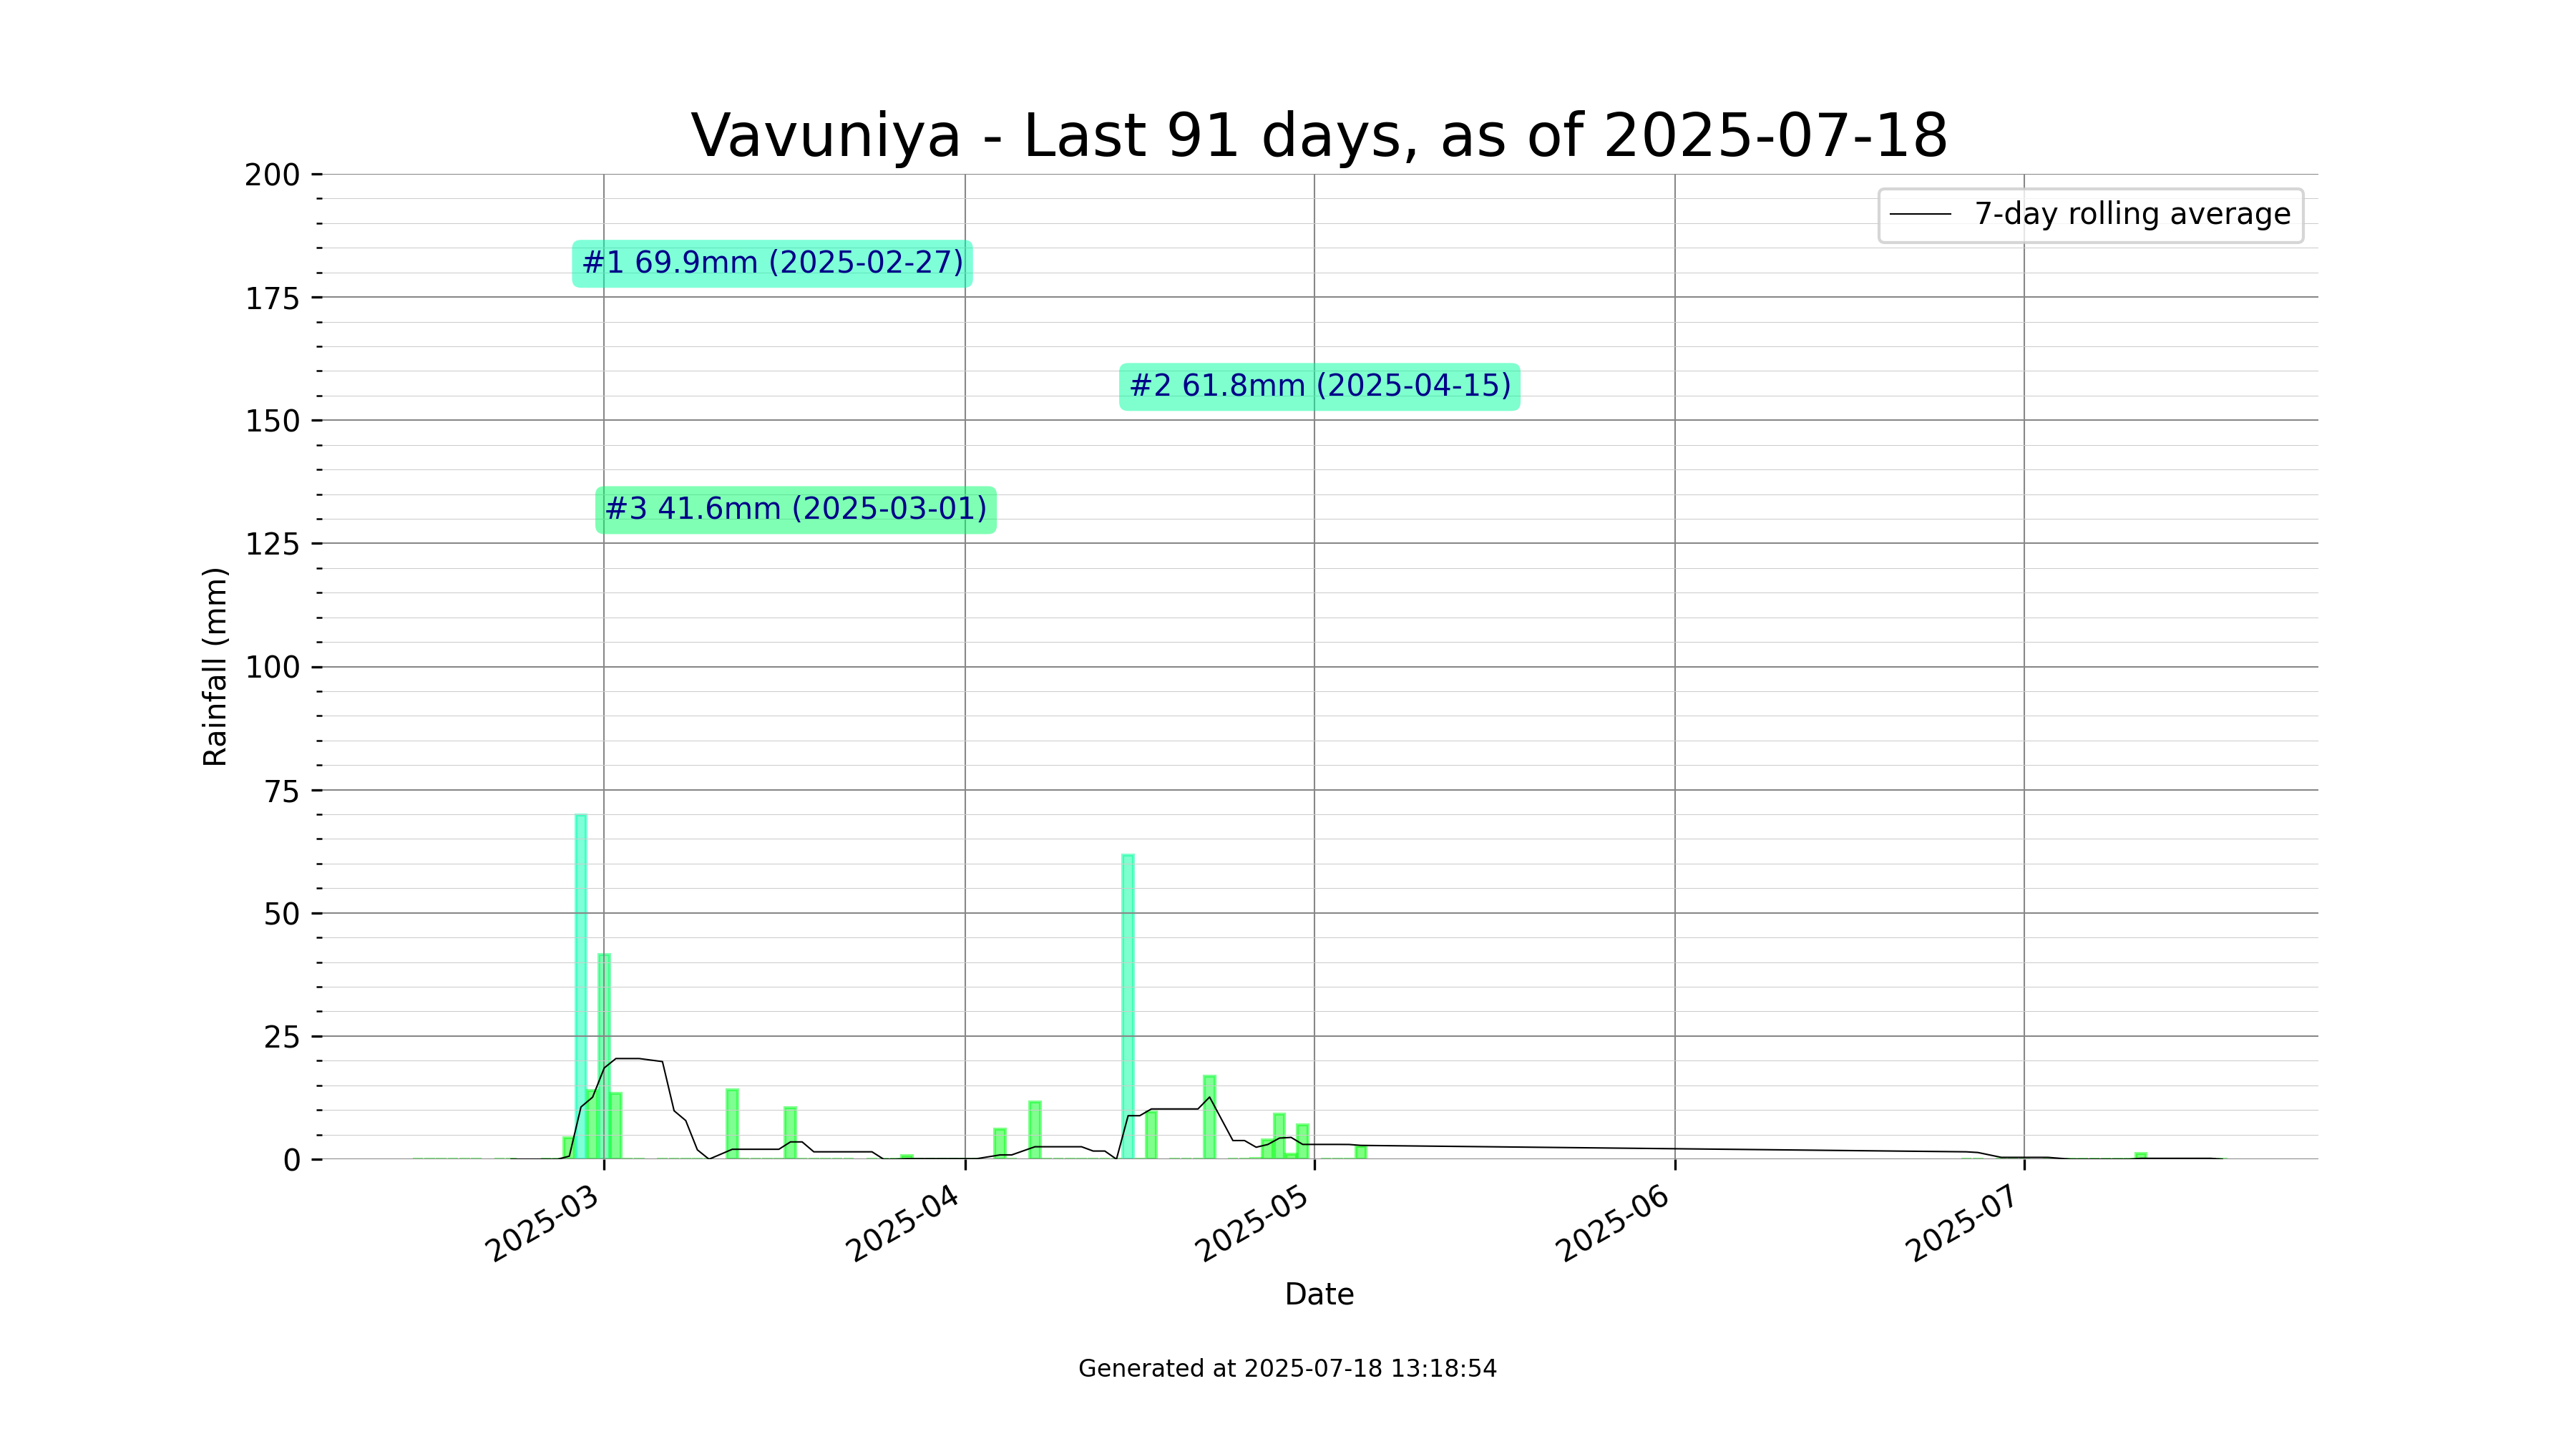 Vavuniya - Last 91 days, as of 2025-07-18
200
175
150
125
100
75
50
25
0
Rainfall (mm)
7-day rolling average
#1 69.9mm (2025-02-27)
#2 61.8mm (2025-04-15)
#3 41.6mm (2025-03-01)
2025-03
2025-04
2025-05
2025-06
2025-07
Date
Generated at 2025-07-18 13:18:54